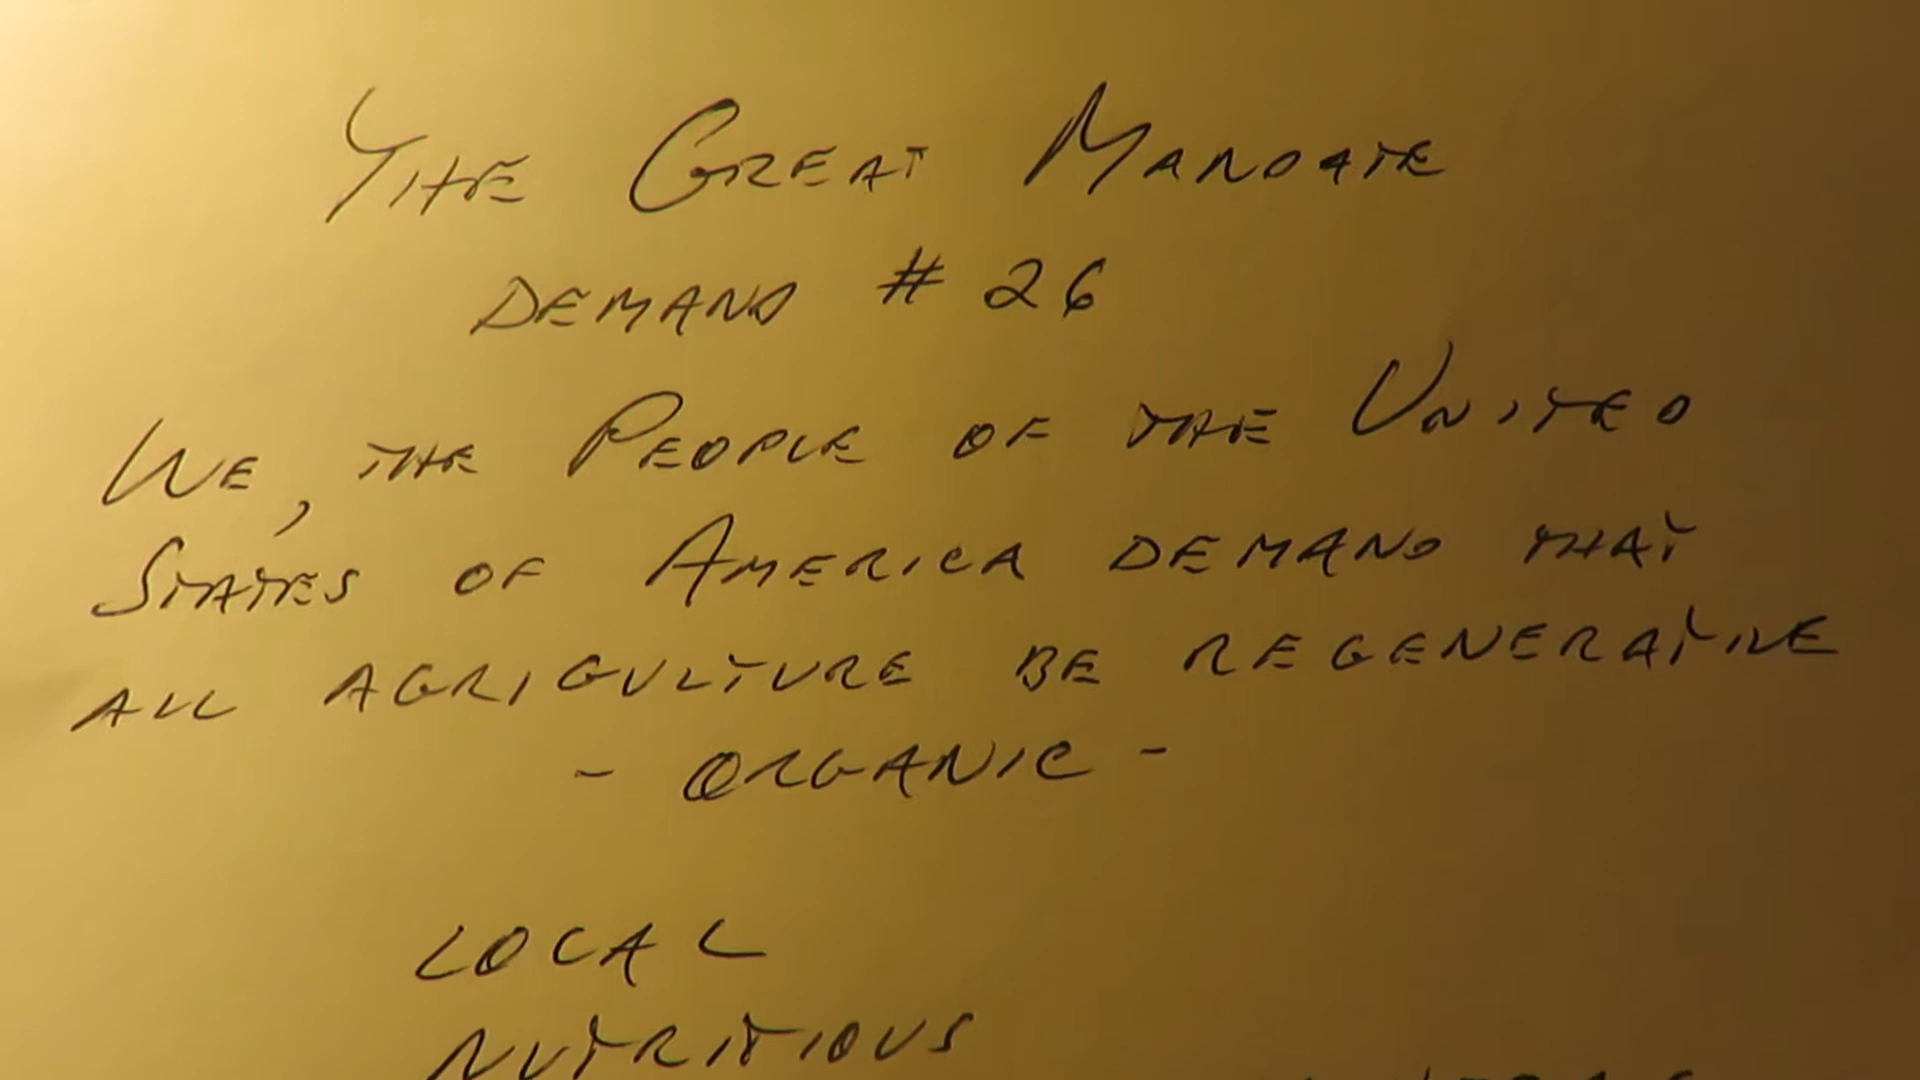 The Great Mandate
DEMAND # 26
WE, THE PEOPLE OF THE UNITED
STATES OF AMERICA DEMAND THAT
ALL AGRIGULTURE BE REGENERATIVE
- ORGANIC -
LOCAL
NUTRITIOUS